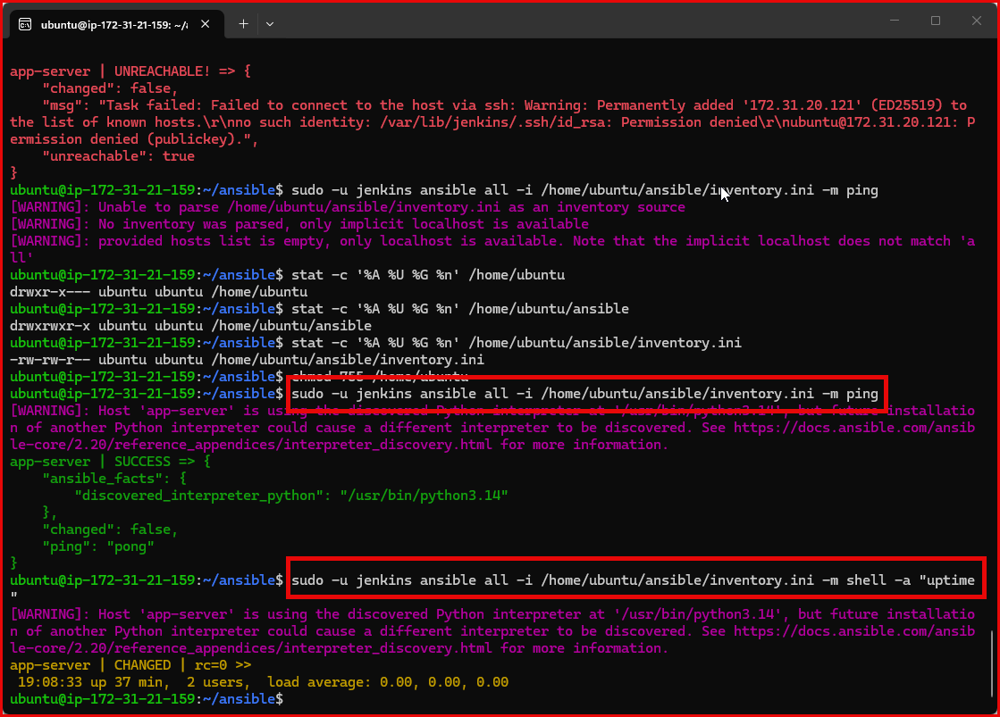 ubuntu@ip-172-31-21-159: ~/a
app-server | UNREACHABLE! => {
    "changed": false,
    "msg": "Task failed: Failed to connect to the host via ssh: Warning: Permanently added '172.31.20.121' (ED25519) to
the list of known hosts.\r\nno such identity: /var/lib/jenkins/.ssh/id_rsa: Permission denied\r\nubuntu@172.31.20.121: P
ermission denied (publickey).",
    "unreachable": true
}
ubuntu@ip-172-31-21-159:~/ansible$ sudo -u jenkins ansible all -i /home/ubuntu/ansible/inventory.ini -m ping
[WARNING]: Unable to parse /home/ubuntu/ansible/inventory.ini as an inventory source
[WARNING]: No inventory was parsed, only implicit localhost is available
[WARNING]: provided hosts list is empty, only localhost is available. Note that the implicit localhost does not match 'a
ll'
ubuntu@ip-172-31-21-159:~/ansible$ stat -c '%A %U %G %n' /home/ubuntu
drwxr-x--- ubuntu ubuntu /home/ubuntu
ubuntu@ip-172-31-21-159:~/ansible$ stat -c '%A %U %G %n' /home/ubuntu/ansible
drwxrwxr-x ubuntu ubuntu /home/ubuntu/ansible
ubuntu@ip-172-31-21-159:~/ansible$ stat -c '%A %U %G %n' /home/ubuntu/ansible/inventory.ini
-rw-rw-r-- ubuntu ubuntu /home/ubuntu/ansible/inventory.ini
ubuntu@ip-172-31-21-159:~/ansible$ chmod 755 /home/ubuntu
ubuntu@ip-172-31-21-159:~/ansible$ sudo -u jenkins ansible all -i /home/ubuntu/ansible/inventory.ini -m ping
[WARNING]: Host 'app-server' is using the discovered Python interpreter at '/usr/bin/python3.14', but future installatio
n of another Python interpreter could cause a different interpreter to be discovered. See https://docs.ansible.com/ansib
le-core/2.20/reference_appendices/interpreter_discovery.html for more information.
app-server | SUCCESS => {
    "ansible_facts": {
        "discovered_interpreter_python": "/usr/bin/python3.14"
    },
    "changed": false,
    "ping": "pong"
}
ubuntu@ip-172-31-21-159:~/ansible$ sudo -u jenkins ansible all -i /home/ubuntu/ansible/inventory.ini -m shell -a "uptime
"
[WARNING]: Host 'app-server' is using the discovered Python interpreter at '/usr/bin/python3.14', but future installatio
n of another Python interpreter could cause a different interpreter to be discovered. See https://docs.ansible.com/ansib
le-core/2.20/reference_appendices/interpreter_discovery.html for more information.
app-server | CHANGED | rc=0 >>
 19:08:33 up 37 min,  2 users,  load average: 0.00, 0.00, 0.00
ubuntu@ip-172-31-21-159:~/ansible$